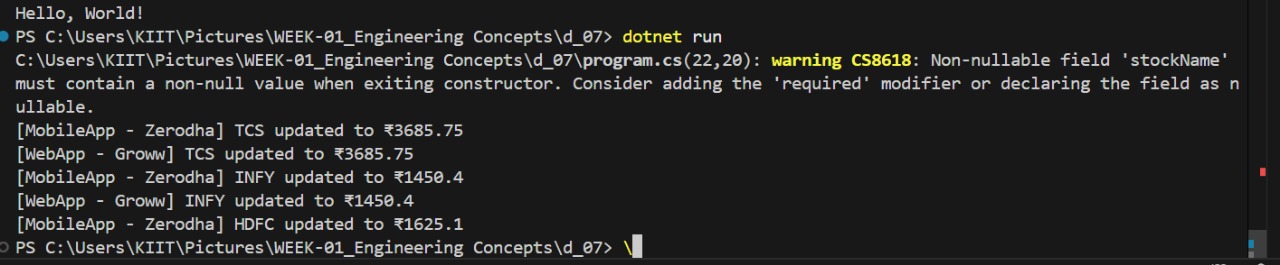 Hello, World!
PS C:\Users\KIIT\Pictures\WEEK-01_Engineering Concepts\d_07> dotnet run
C:\Users\KIIT\Pictures\WEEK-01_Engineering Concepts\d_07\program.cs(22,20): warning CS8618: Non-nullable field 'stockName'
must contain a non-null value when exiting constructor. Consider adding the 'required' modifier or declaring the field as n
ullable.
[MobileApp - Zerodha] TCS updated to ₹3685.75
[WebApp - Groww] TCS updated to ₹3685.75
[MobileApp - Zerodha] INFY updated to ₹1450.4
[WebApp - Groww] INFY updated to ₹1450.4
[MobileApp - Zerodha] HDFC updated to ₹1625.1
PS C:\Users\KIIT\Pictures\WEEK-01_Engineering Concepts\d_07> \